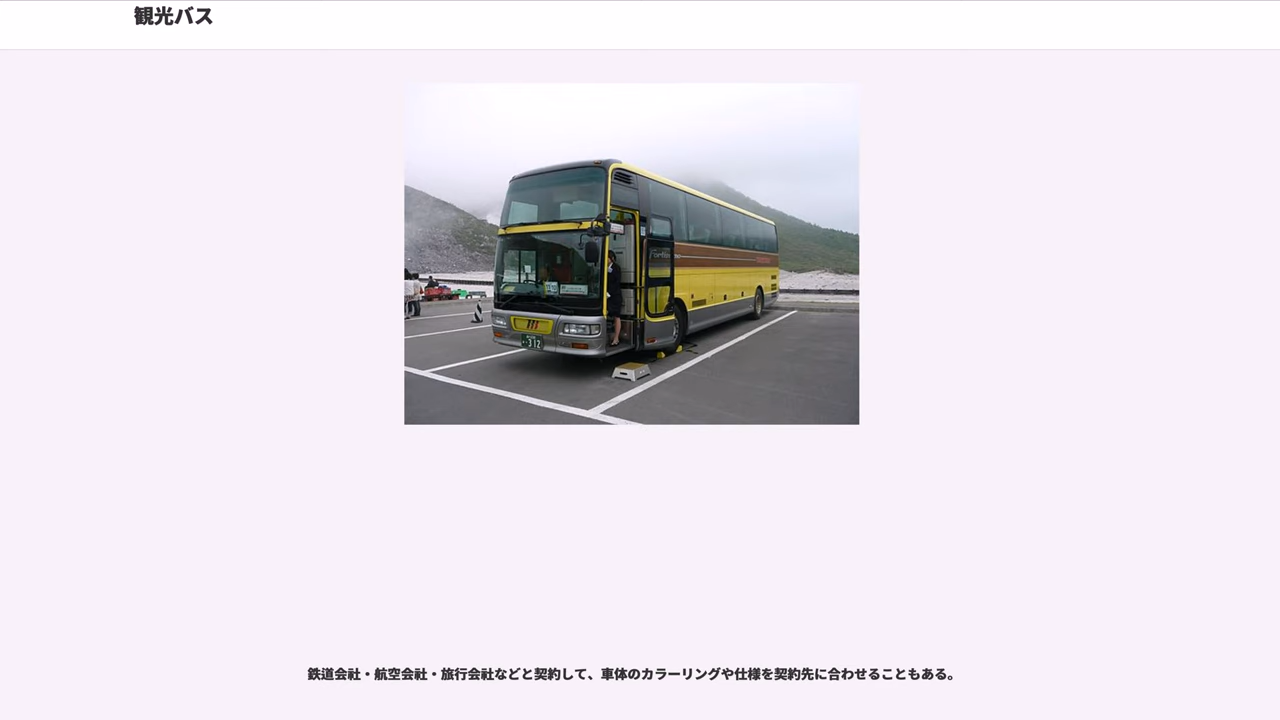 観光バス
312
鉄道会社・航空会社・旅行会社などと契約して、車体のカラーリングや仕様を契約先に合わせることもある。